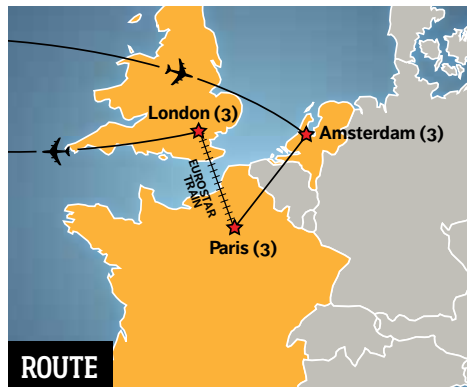 London (3)
Amsterdam (3)
EUROSTAR
TRAIN
Paris (3)
ROUTE